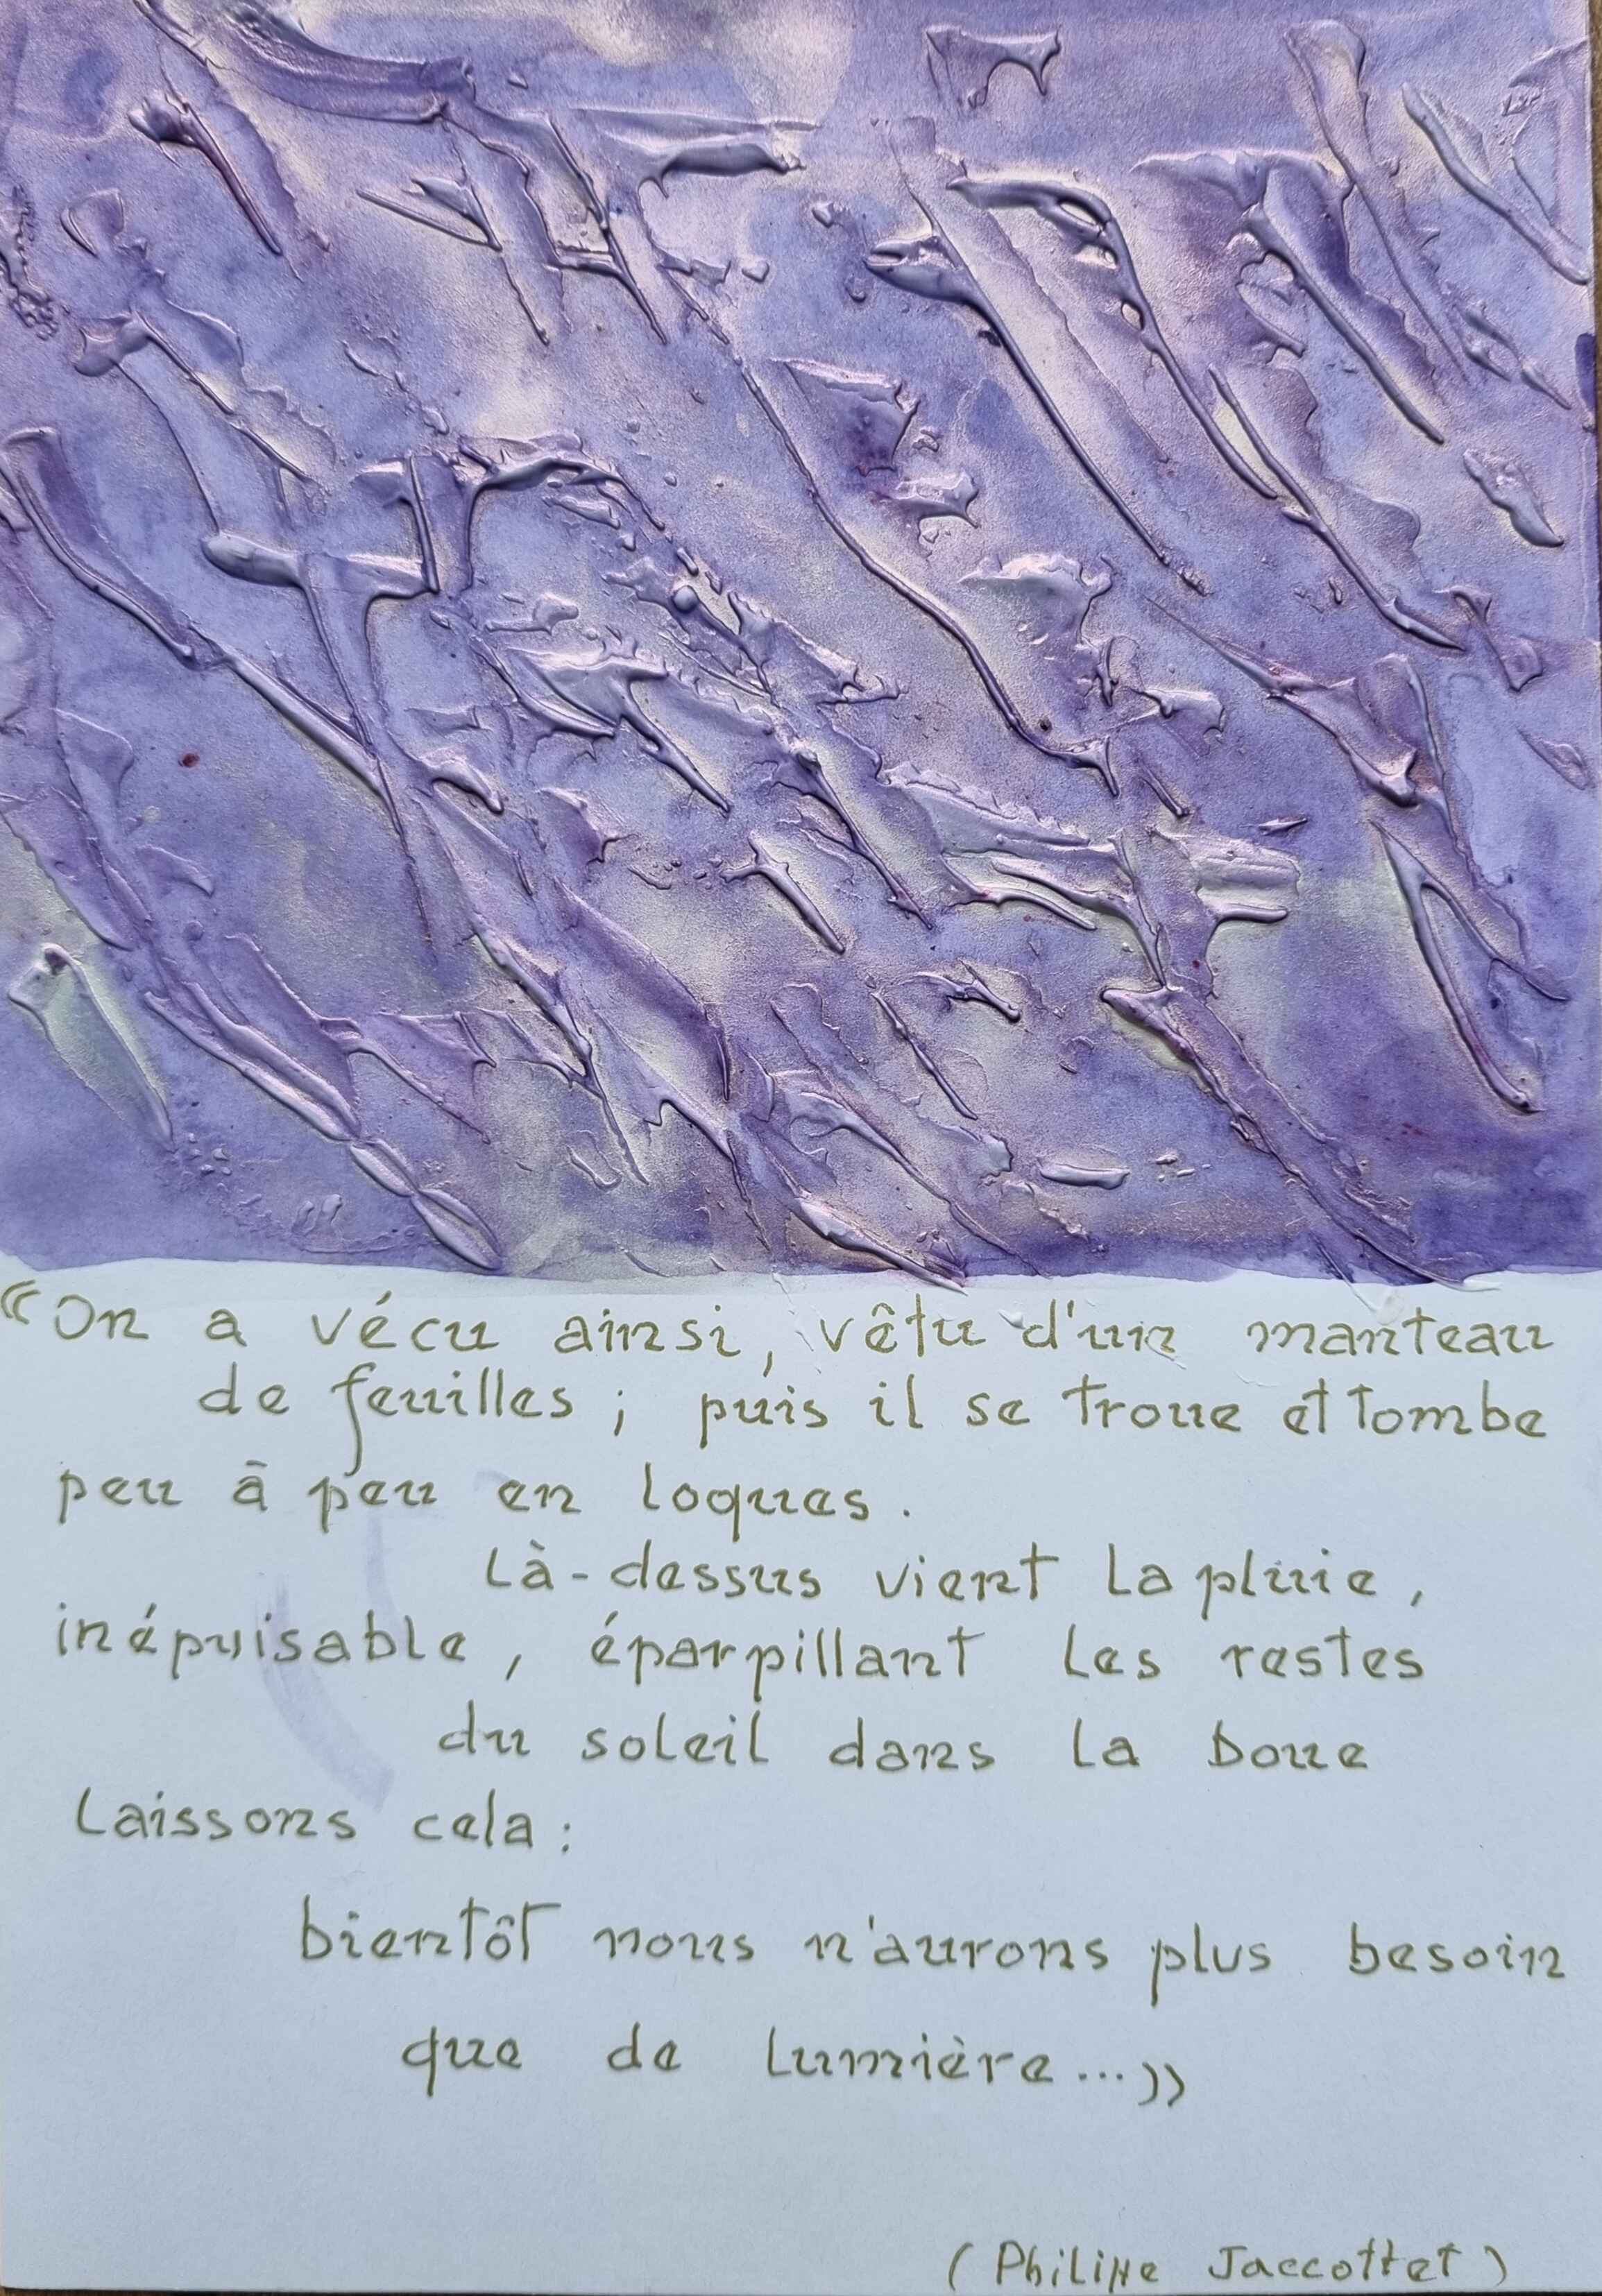 «On a vécu ainsi, vêtu d'un manteau
de feuilles ; puis il se troue et tombe
peu à peu en loques.
Là-dessus vient la pluie,
inépuisable, éparpillant les restes
du soleil dans la boue
Laissons cela :
bientôt nous n'aurons plus besoin
que de lumière...»
(Philippe Jaccottet)